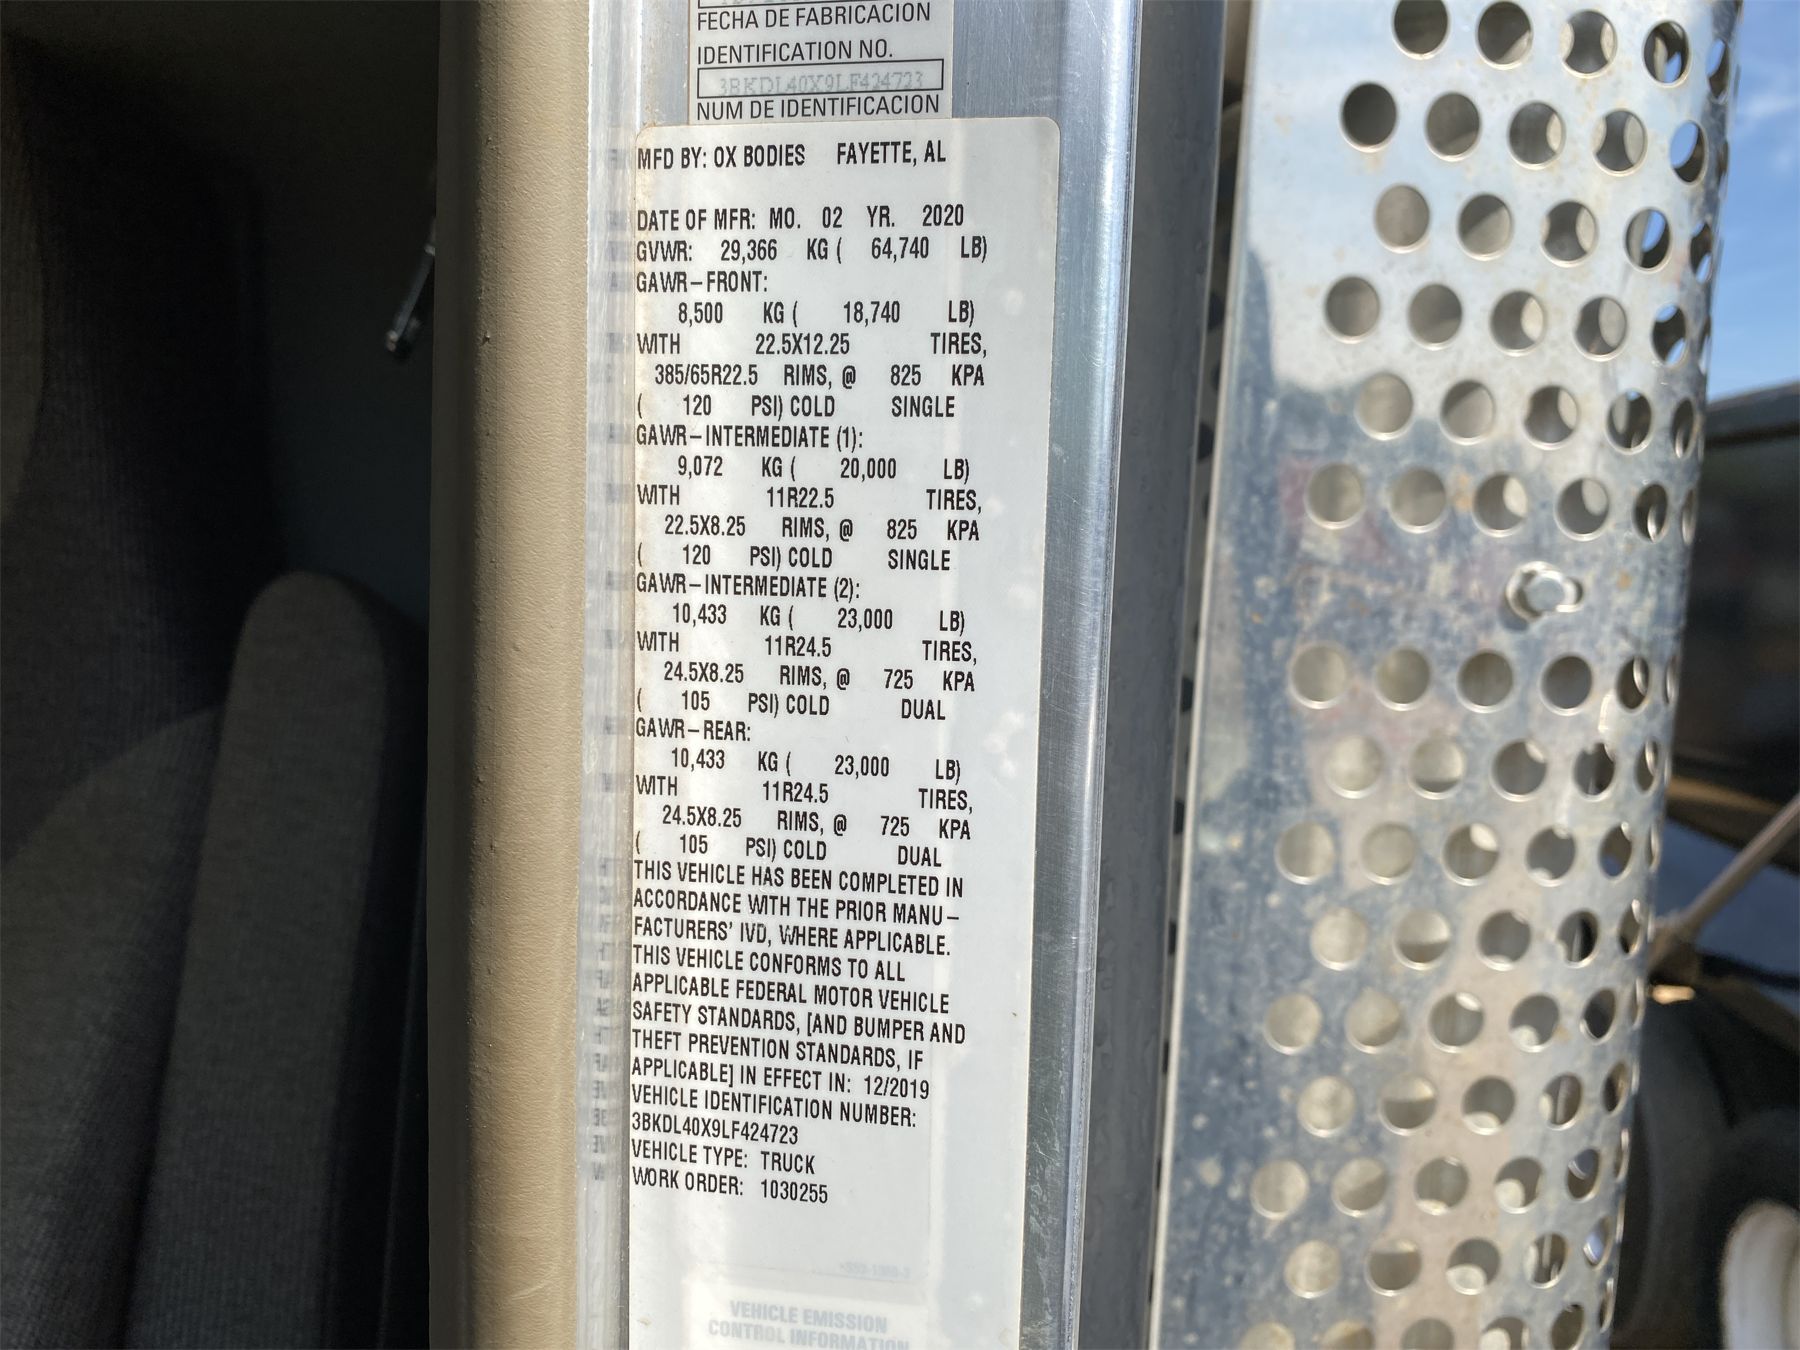 FECHA DE FABRICACION
IDENTIFICATION NO.
3BKDL40X9LF424723
NUM DE IDENTIFICACION
MFD BY: OX BODIES FAYETTE, AL
DATE OF MFR: MO. 02 YR. 2020
GVWR: 29,366 KG ( 64,740 LB)
GAWR-FRONT:
8,500 KG ( 18,740 LB)
WITH 22.5X12.25 TIRES,
385/65R22.5 RIMS, @ 825 KPA
( 120 PSI) COLD SINGLE
GAWR-INTERMEDIATE (1):
9,072 KG ( 20,000 LB)
WITH 11R22.5 TIRES,
22.5X8.25 RIMS, @ 825 KPA
( 120 PSI) COLD SINGLE
GAWR-INTERMEDIATE (2):
10,433 KG ( 23,000 LB)
WITH 11R24.5 TIRES,
24.5X8.25 RIMS, @ 725 KPA
( 105 PSI) COLD DUAL
GAWR-REAR:
10,433 KG ( 23,000 LB)
WITH 11R24.5 TIRES,
24.5X8.25 RIMS, @ 725 KPA
( 105 PSI) COLD DUAL
THIS VEHICLE HAS BEEN COMPLETED IN
ACCORDANCE WITH THE PRIOR MANU-
FACTURERS' IVD, WHERE APPLICABLE.
THIS VEHICLE CONFORMS TO ALL
APPLICABLE FEDERAL MOTOR VEHICLE
SAFETY STANDARDS, [AND BUMPER AND
THEFT PREVENTION STANDARDS, IF
APPLICABLE] IN EFFECT IN: 12/2019
VEHICLE IDENTIFICATION NUMBER:
3BKDL40X9LF424723
VEHICLE TYPE: TRUCK
WORK ORDER: 1030255
VEHICLE EMISSION
CONTROL INFORMATION